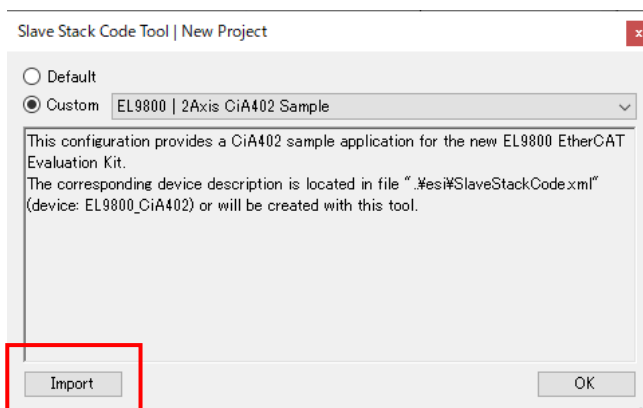 Slave Stack Code Tool | New Project
x
Default
Custom EL9800 | 2Axis CiA402 Sample
This configuration provides a CiA402 sample application for the new EL9800 EtherCAT
Evaluation Kit.
The corresponding device description is located in file "..¥esi¥SlaveStackCode.xml"
(device: EL9800_CiA402) or will be created with this tool.
Import OK